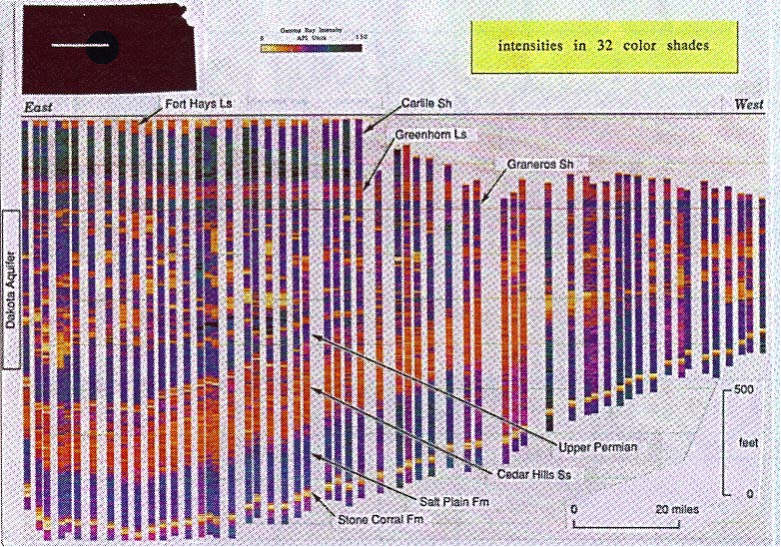 Gamma Ray Intensity
API Units
0 150
intensities in 32 color shades
East
Fort Hays Ls
Carlile Sh
West
Greenhorn Ls
Graneros Sh
Dakota Aquifer
500
feet
0
Upper Permian
Cedar Hills Ss
Salt Plain Fm
Stone Corral Fm
0 20 miles